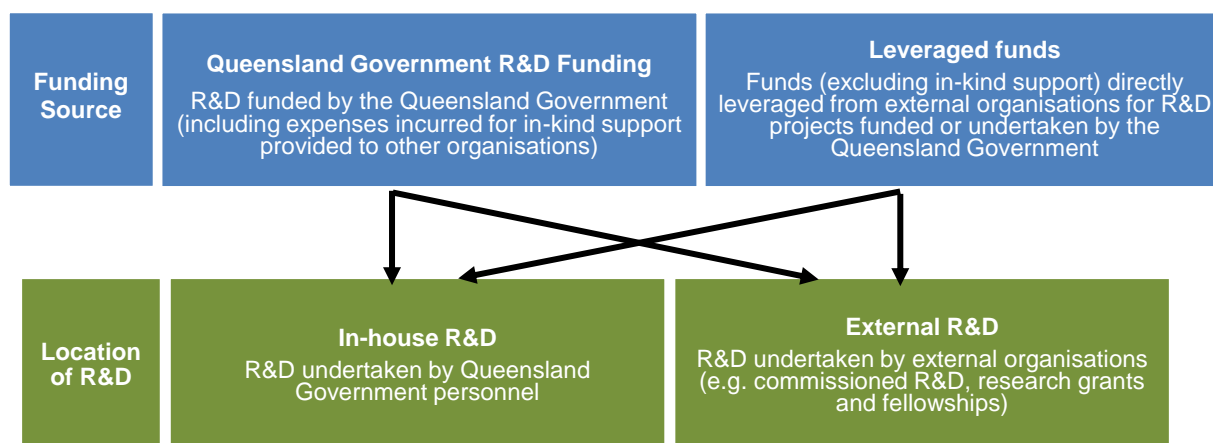 Funding
Source
Queensland Government R&D Funding
R&D funded by the Queensland Government
(including expenses incurred for in-kind support
provided to other organisations)
Leveraged funds
Funds (excluding in-kind support) directly
leveraged from external organisations for R&D
projects funded or undertaken by the
Queensland Government
Location
of R&D
In-house R&D
R&D undertaken by Queensland
Government personnel
External R&D
R&D undertaken by external organisations
(e.g. commissioned R&D, research grants
and fellowships)